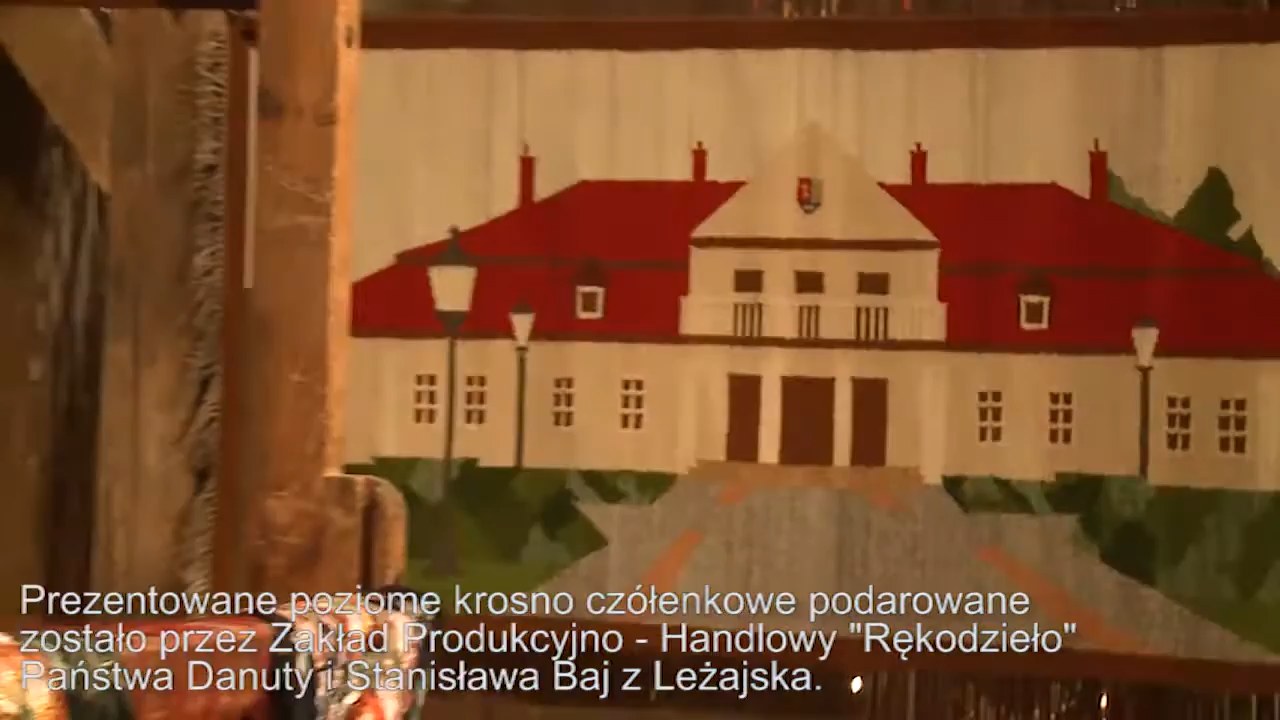 Prezentowane poziome krosno czółenkowe podarowane
zostało przez Zakład Produkcyjno - Handlowy "Rękodzieło"
Państwa Danuty i Stanisława Baj z Leżajska.